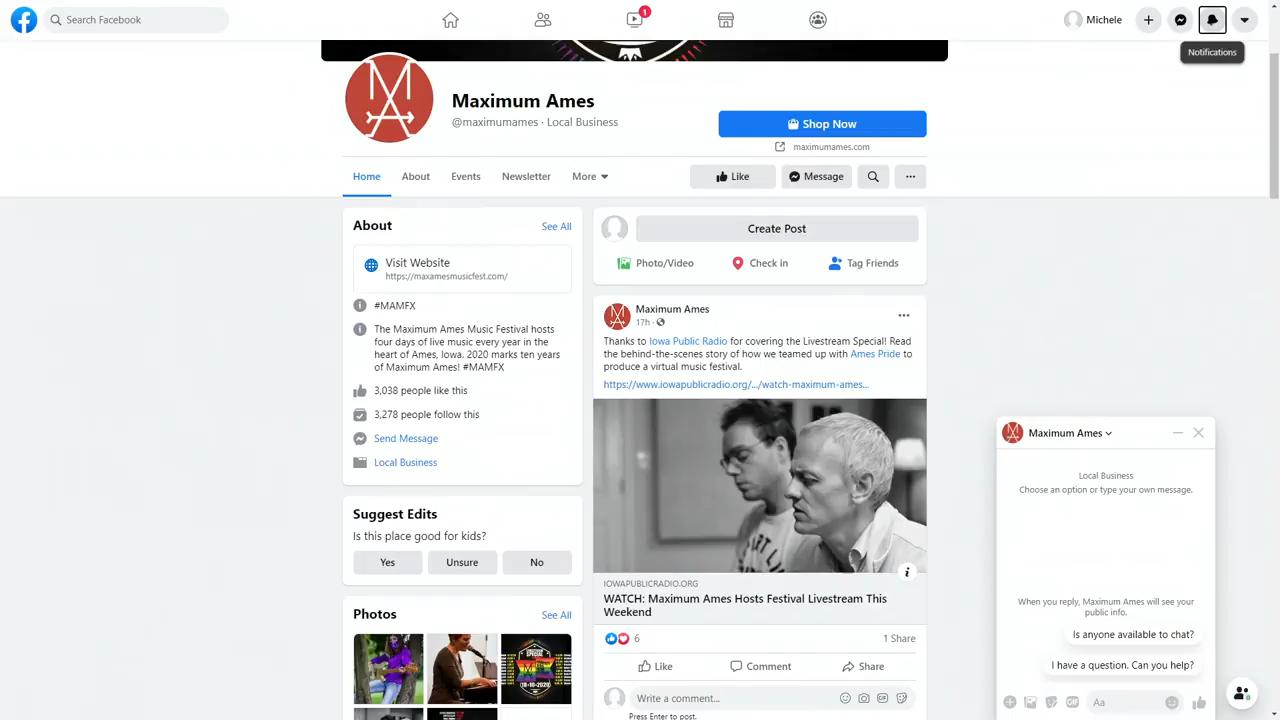 Search Facebook
1
Michele
Notifications
Maximum Ames
@maximumames · Local Business
Shop Now
maximumames.com
Home
About
Events
Newsletter
More
Like
Message
About
See All
Visit Website
https://maxamesmusicfest.com/
#MAMFX
The Maximum Ames Music Festival hosts
four days of live music every year in the
heart of Ames, Iowa. 2020 marks ten years
of Maximum Ames! #MAMFX
3,038 people like this
3,278 people follow this
Send Message
Local Business
Suggest Edits
Is this place good for kids?
Yes
Unsure
No
Photos
See All
Create Post
Photo/Video
Check in
Tag Friends
Maximum Ames
17h ·
Thanks to Iowa Public Radio for covering the Livestream Special! Read
the behind-the-scenes story of how we teamed up with Ames Pride to
produce a virtual music festival.
https://www.iowapublicradio.org/.../watch-maximum-ames...
IOWAPUBLICRADIO.ORG
WATCH: Maximum Ames Hosts Festival Livestream This
Weekend
6
1 Share
Like
Comment
Share
Write a comment...
GIF
Press Enter to post.
Maximum Ames
Local Business
Choose an option or type your own message.
When you reply, Maximum Ames will see your
public info.
Is anyone available to chat?
I have a question. Can you help?
GIF
Aa